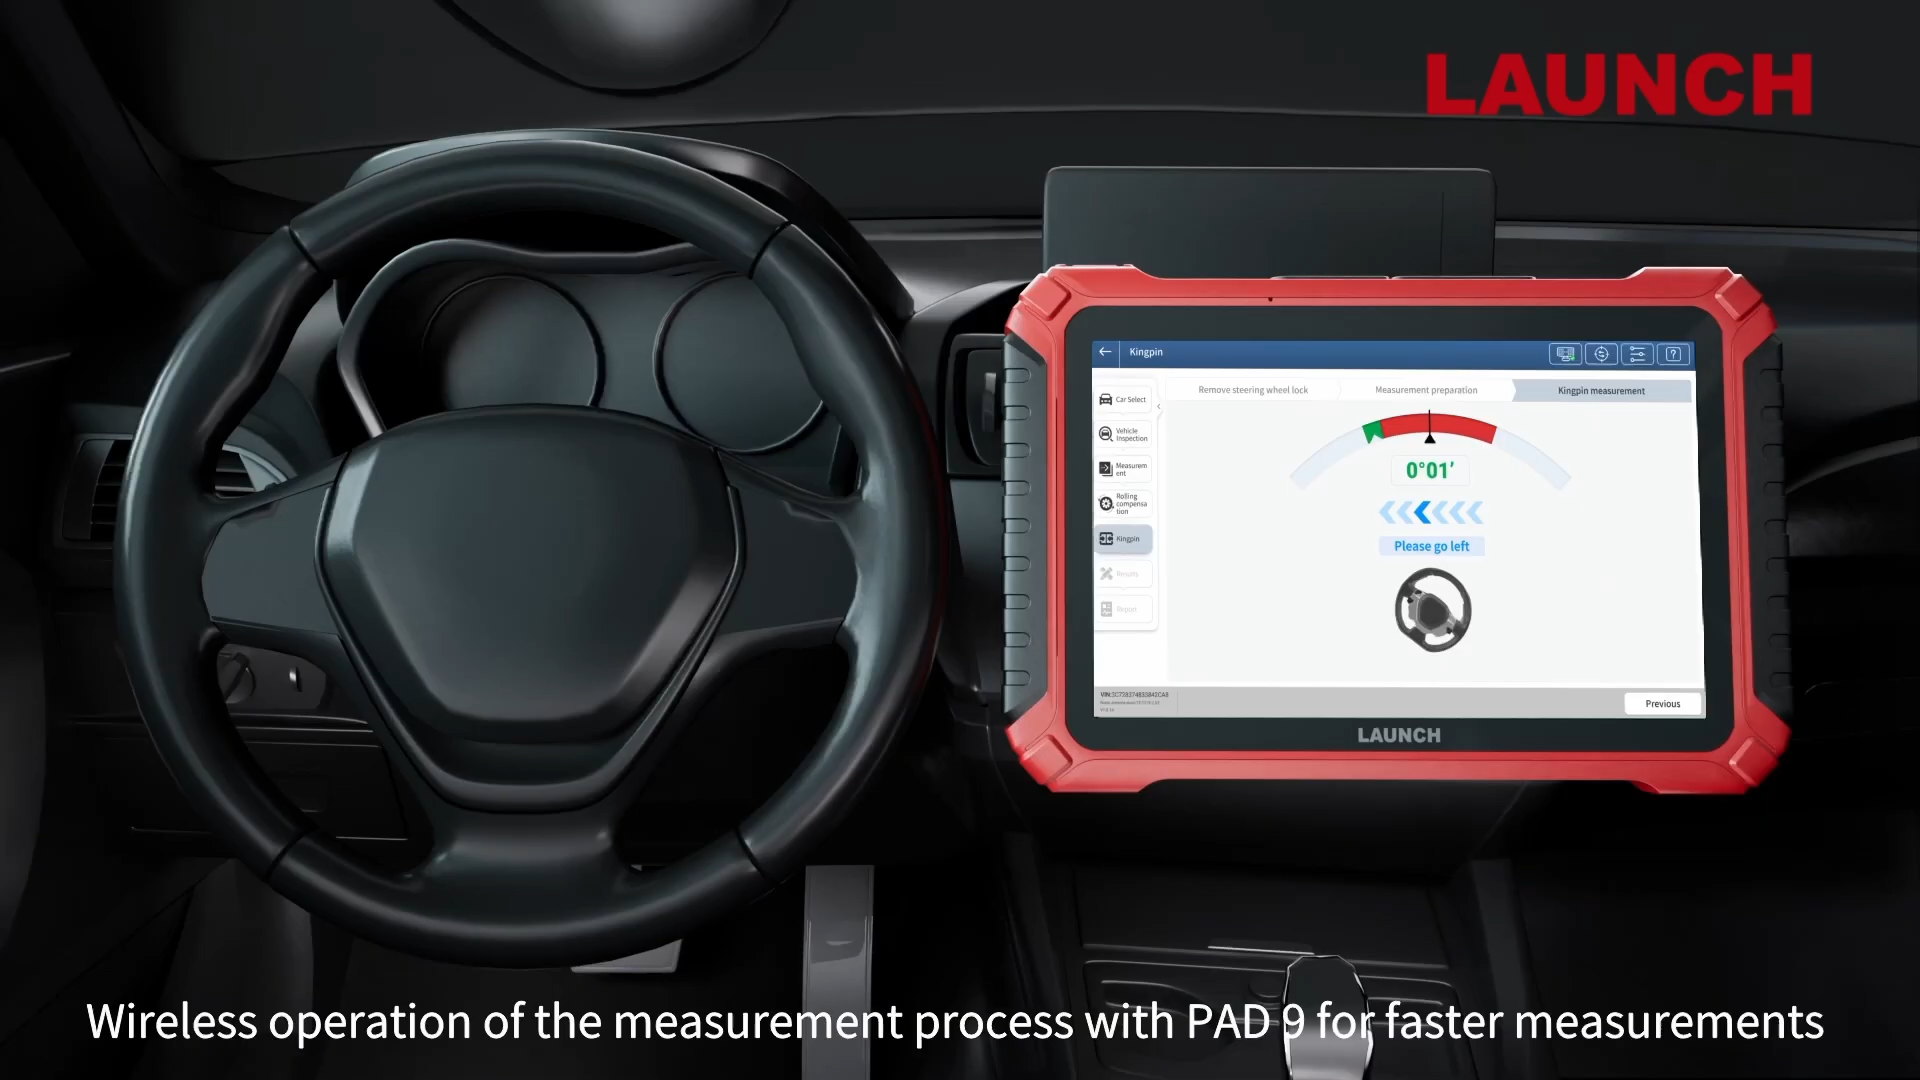 LAUNCH
Kingpin
Remove steering wheel lock
Measurement preparation
Kingpin measurement
Car Select
Vehicle
Inspection
Measurem
ent
Rolling
compensa
tion
Kingpin
Results
Report
0°01'
Please go left
Previous
LAUNCH
Wireless operation of the measurement process with PAD 9 for faster measurements